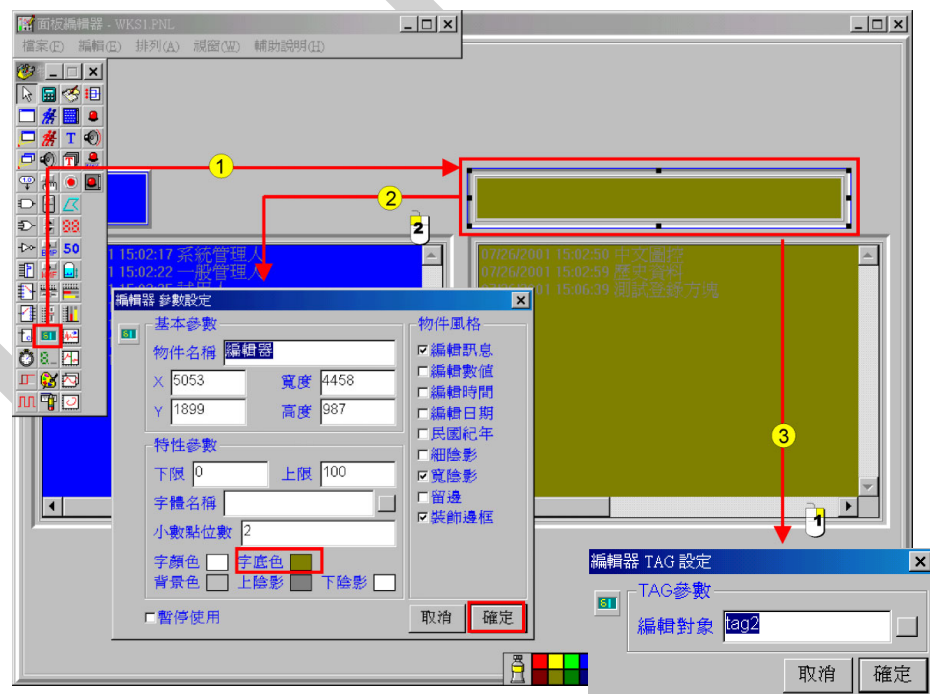 面板編輯器 - WKS1.PNL
檔案(F) 編輯(E) 排列(A) 視窗(W) 輔助說明(H)
T
T
1.0
50
SI
8
1
2
2
1 15:02:17 系統管理人
1 15:02:22 一般管理人
07/26/2001 15:02:50 中文圖控
07/26/2001 15:02:59 歷史資料
001 15:06:39 測試登錄方塊
編輯器 參數設定
SI
基本參數
物件名稱 編輯器
X 5053 寬度 4458
Y 1899 高度 987
特性參數
下限 0 上限 100
字體名稱
小數點位數 2
字顏色 字底色
背景色 上陰影 下陰影
暫停使用
物件風格
編輯訊息
編輯數值
編輯時間
編輯日期
民國紀年
細陰影
寬陰影
留邊
裝飾邊框
取消 確定
3
1
編輯器 TAG 設定
SI
TAG參數
編輯對象 tag2
取消 確定